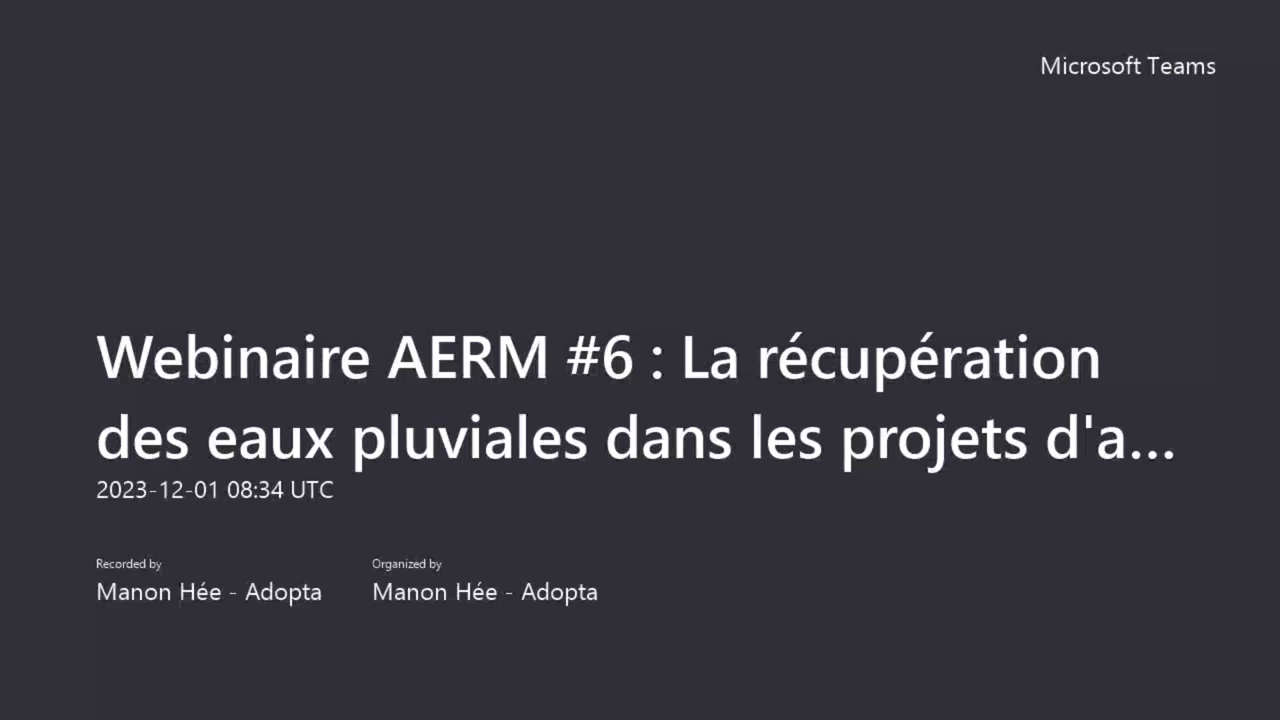 Microsoft Teams
Webinaire AERM #6 : La récupération
des eaux pluviales dans les projets d'a...
2023-12-01 08:34 UTC
Recorded by
Manon Hée - Adopta
Organized by
Manon Hée - Adopta